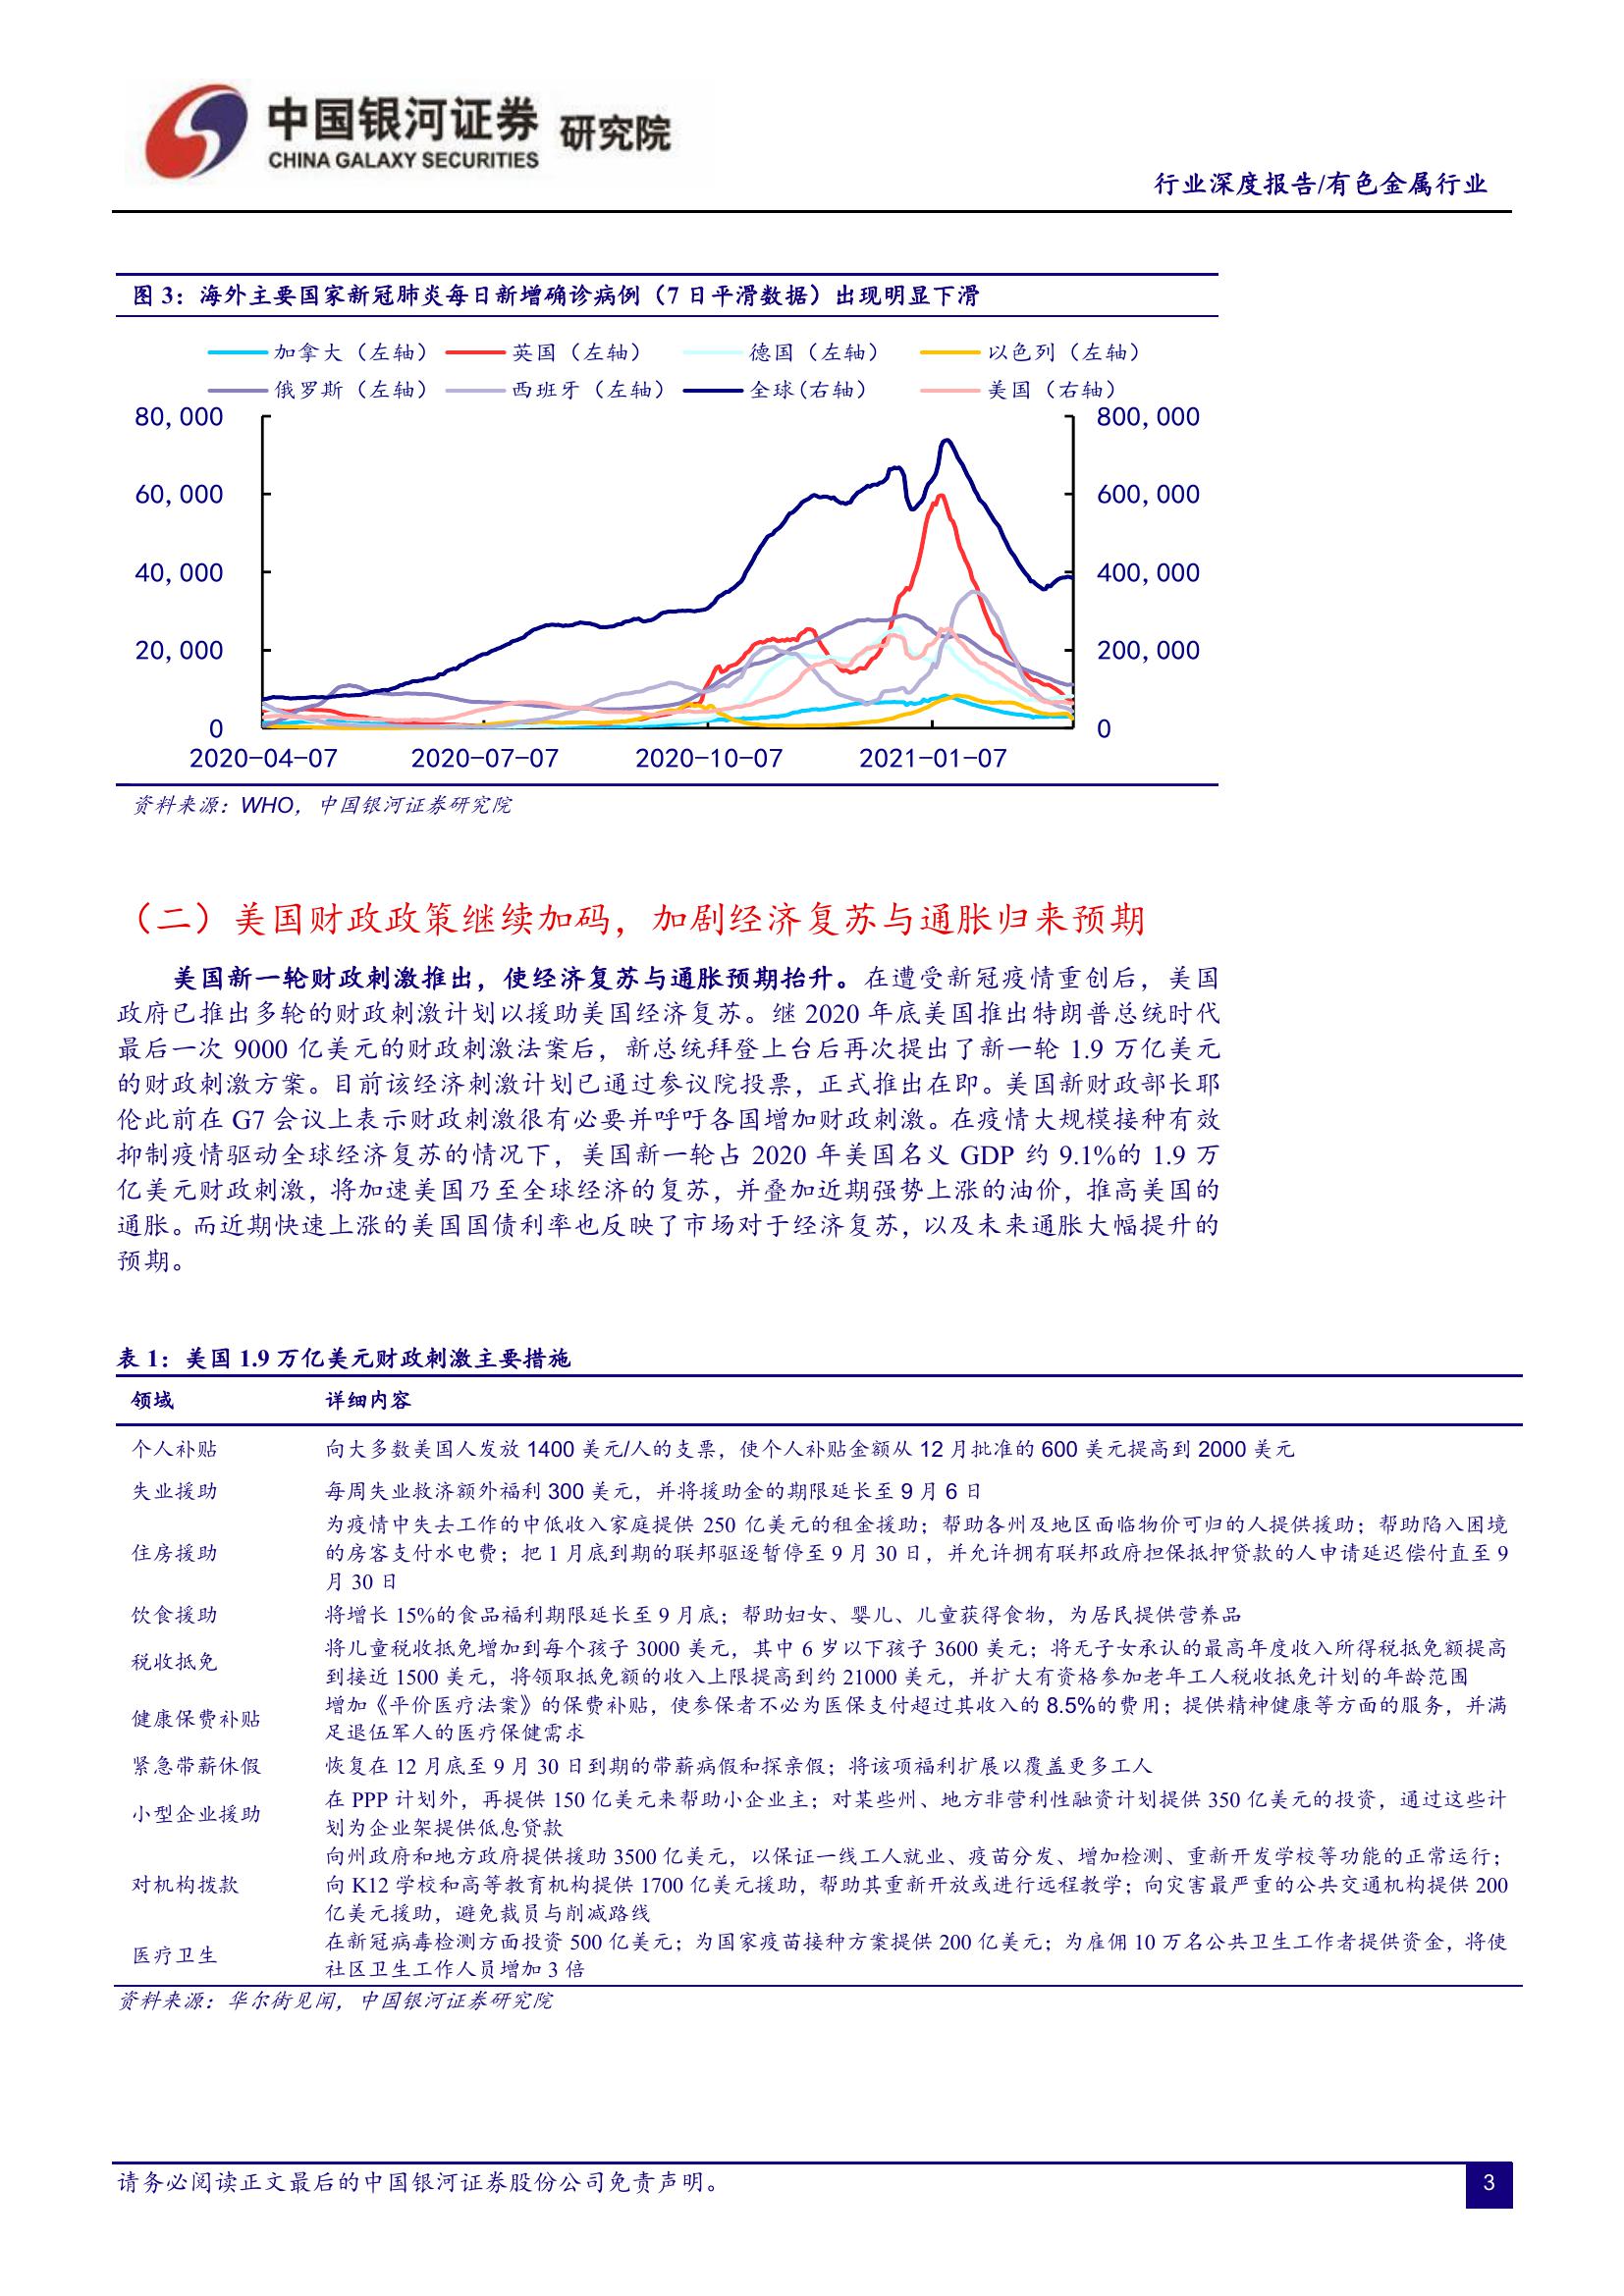 中国银河证券 研究院
CHINA GALAXY SECURITIES
行业深度报告/有色金属行业
图 3：海外主要国家新冠肺炎每日新增确诊病例（7 日平滑数据）出现明显下滑
加拿大（左轴） 英国（左轴） 德国（左轴） 以色列（左轴）
俄罗斯（左轴） 西班牙（左轴） 全球(右轴） 美国（右轴）
80,000 800,000
60,000 600,000
40,000 400,000
20,000 200,000
0 0
2020-04-07 2020-07-07 2020-10-07 2021-01-07
资料来源：WHO，中国银河证券研究院
（二）美国财政政策继续加码，加剧经济复苏与通胀归来预期
美国新一轮财政刺激推出，使经济复苏与通胀预期抬升。在遭受新冠疫情重创后，美国
政府已推出多轮的财政刺激计划以援助美国经济复苏。继 2020 年底美国推出特朗普总统时代
最后一次 9000 亿美元的财政刺激法案后，新总统拜登上台后再次提出了新一轮 1.9 万亿美元
的财政刺激方案。目前该经济刺激计划已通过参议院投票，正式推出在即。美国新财政部长耶
伦此前在 G7 会议上表示财政刺激很有必要并呼吁各国增加财政刺激。在疫情大规模接种有效
抑制疫情驱动全球经济复苏的情况下，美国新一轮占 2020 年美国名义 GDP 约 9.1%的 1.9 万
亿美元财政刺激，将加速美国乃至全球经济的复苏，并叠加近期强势上涨的油价，推高美国的
通胀。而近期快速上涨的美国国债利率也反映了市场对于经济复苏，以及未来通胀大幅提升的
预期。
表 1：美国 1.9 万亿美元财政刺激主要措施
领域 详细内容
个人补贴 向大多数美国人发放 1400 美元/人的支票，使个人补贴金额从 12 月批准的 600 美元提高到 2000 美元
失业援助 每周失业救济额外福利 300 美元，并将援助金的期限延长至 9 月 6 日
为疫情中失去工作的中低收入家庭提供 250 亿美元的租金援助；帮助各州及地区面临物价可归的人提供援助；帮助陷入困境
住房援助 的房客支付水电费；把 1 月底到期的联邦驱逐暂停至 9 月 30 日，并允许拥有联邦政府担保抵押贷款的人申请延迟偿付直至 9
月 30 日
饮食援助 将增长 15%的食品福利期限延长至 9 月底；帮助妇女、婴儿、儿童获得食物，为居民提供营养品
税收抵免 将儿童税收抵免增加到每个孩子 3000 美元，其中 6 岁以下孩子 3600 美元；将无子女承认的最高年度收入所得税抵免额提高
到接近 1500 美元，将领取抵免额的收入上限提高到约 21000 美元，并扩大有资格参加老年工人税收抵免计划的年龄范围
健康保费补贴 增加《平价医疗法案》的保费补贴，使参保者不必为医保支付超过其收入的 8.5%的费用；提供精神健康等方面的服务，并满
足退伍军人的医疗保健需求
紧急带薪休假 恢复在 12 月底至 9 月 30 日到期的带薪病假和探亲假；将该项福利扩展以覆盖更多工人
小型企业援助 在 PPP 计划外，再提供 150 亿美元来帮助小企业主；对某些州、地方非营利性融资计划提供 350 亿美元的投资，通过这些计
划为企业架提供低息贷款
向州政府和地方政府提供援助 3500 亿美元，以保证一线工人就业、疫苗分发、增加检测、重新开发学校等功能的正常运行；
对机构拨款 向 K12 学校和高等教育机构提供 1700 亿美元援助，帮助其重新开放或进行远程教学；向灾害最严重的公共交通机构提供 200
亿美元援助，避免裁员与削减路线
医疗卫生 在新冠病毒检测方面投资 500 亿美元；为国家疫苗接种方案提供 200 亿美元；为雇佣 10 万名公共卫生工作者提供资金，将使
社区卫生工作人员增加 3 倍
资料来源：华尔街见闻，中国银河证券研究院
请务必阅读正文最后的中国银河证券股份公司免责声明。
3